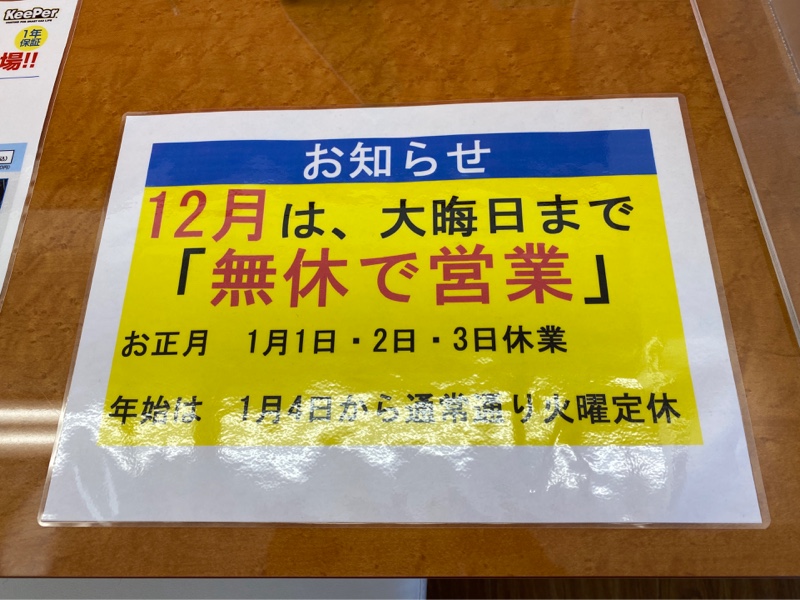 KeePer
1年
保証
場!!
お知らせ
12月は、大晦日まで
「無休で営業」
お正月 1月1日・2日・3日休業
年始は 1月4日から通常通り火曜定休